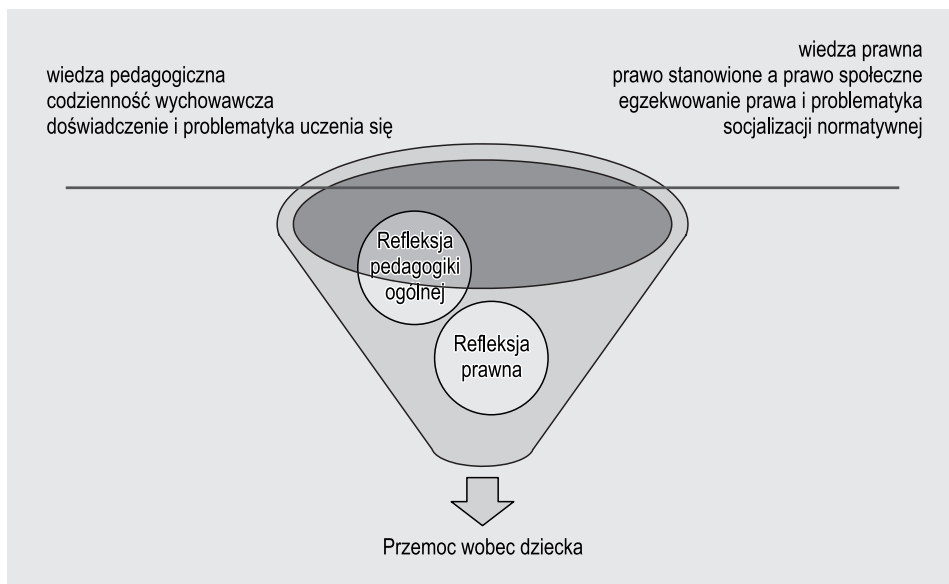 wiedza pedagogiczna
codzienność wychowawcza
doświadczenie i problematyka uczenia się
wiedza prawna
prawo stanowione a prawo społeczne
egzekwowanie prawa i problematyka
socjalizacji normatywnej
Refleksja
pedagogiki
ogólnej
Refleksja
prawna
Przemoc wobec dziecka